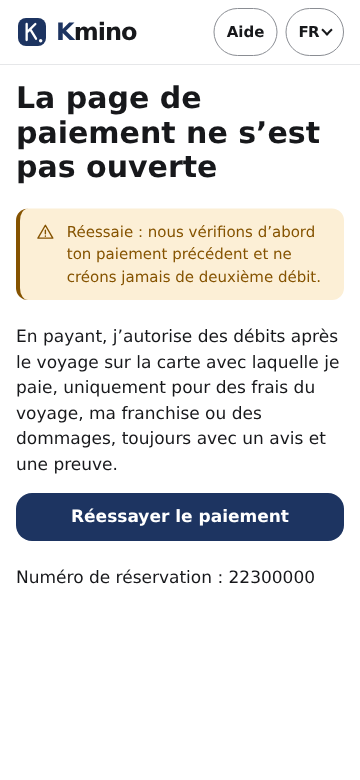 K. Kmino
Aide
FR
La page de
paiement ne s’est
pas ouverte
Réessaie : nous vérifions d’abord
ton paiement précédent et ne
créons jamais de deuxième débit.
En payant, j’autorise des débits après
le voyage sur la carte avec laquelle je
paie, uniquement pour des frais du
voyage, ma franchise ou des
dommages, toujours avec un avis et
une preuve.
Réessayer le paiement
Numéro de réservation : 22300000